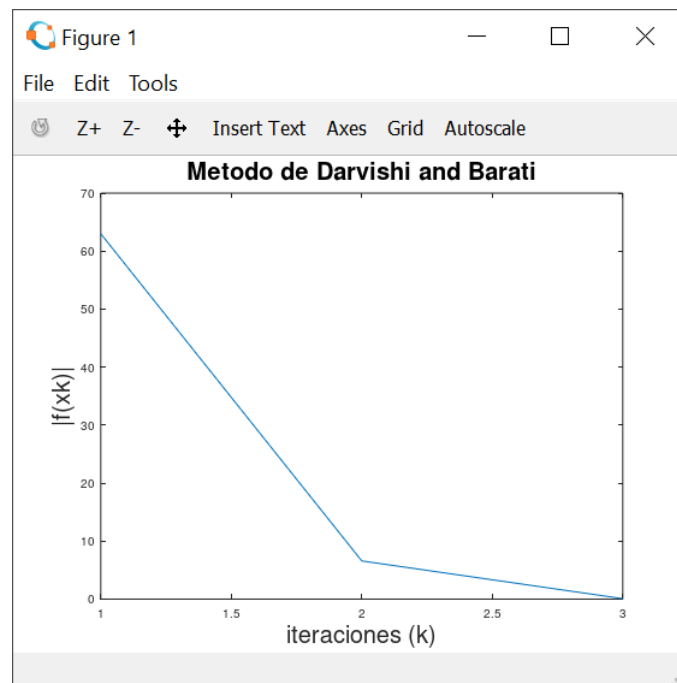 Figure 1
File Edit Tools
Z+ Z- Insert Text Axes Grid Autoscale
Metodo de Darvishi and Barati
70
60
50
40
30
20
10
0
|f(xk)|
1 1.5 2 2.5 3
iteraciones (k)